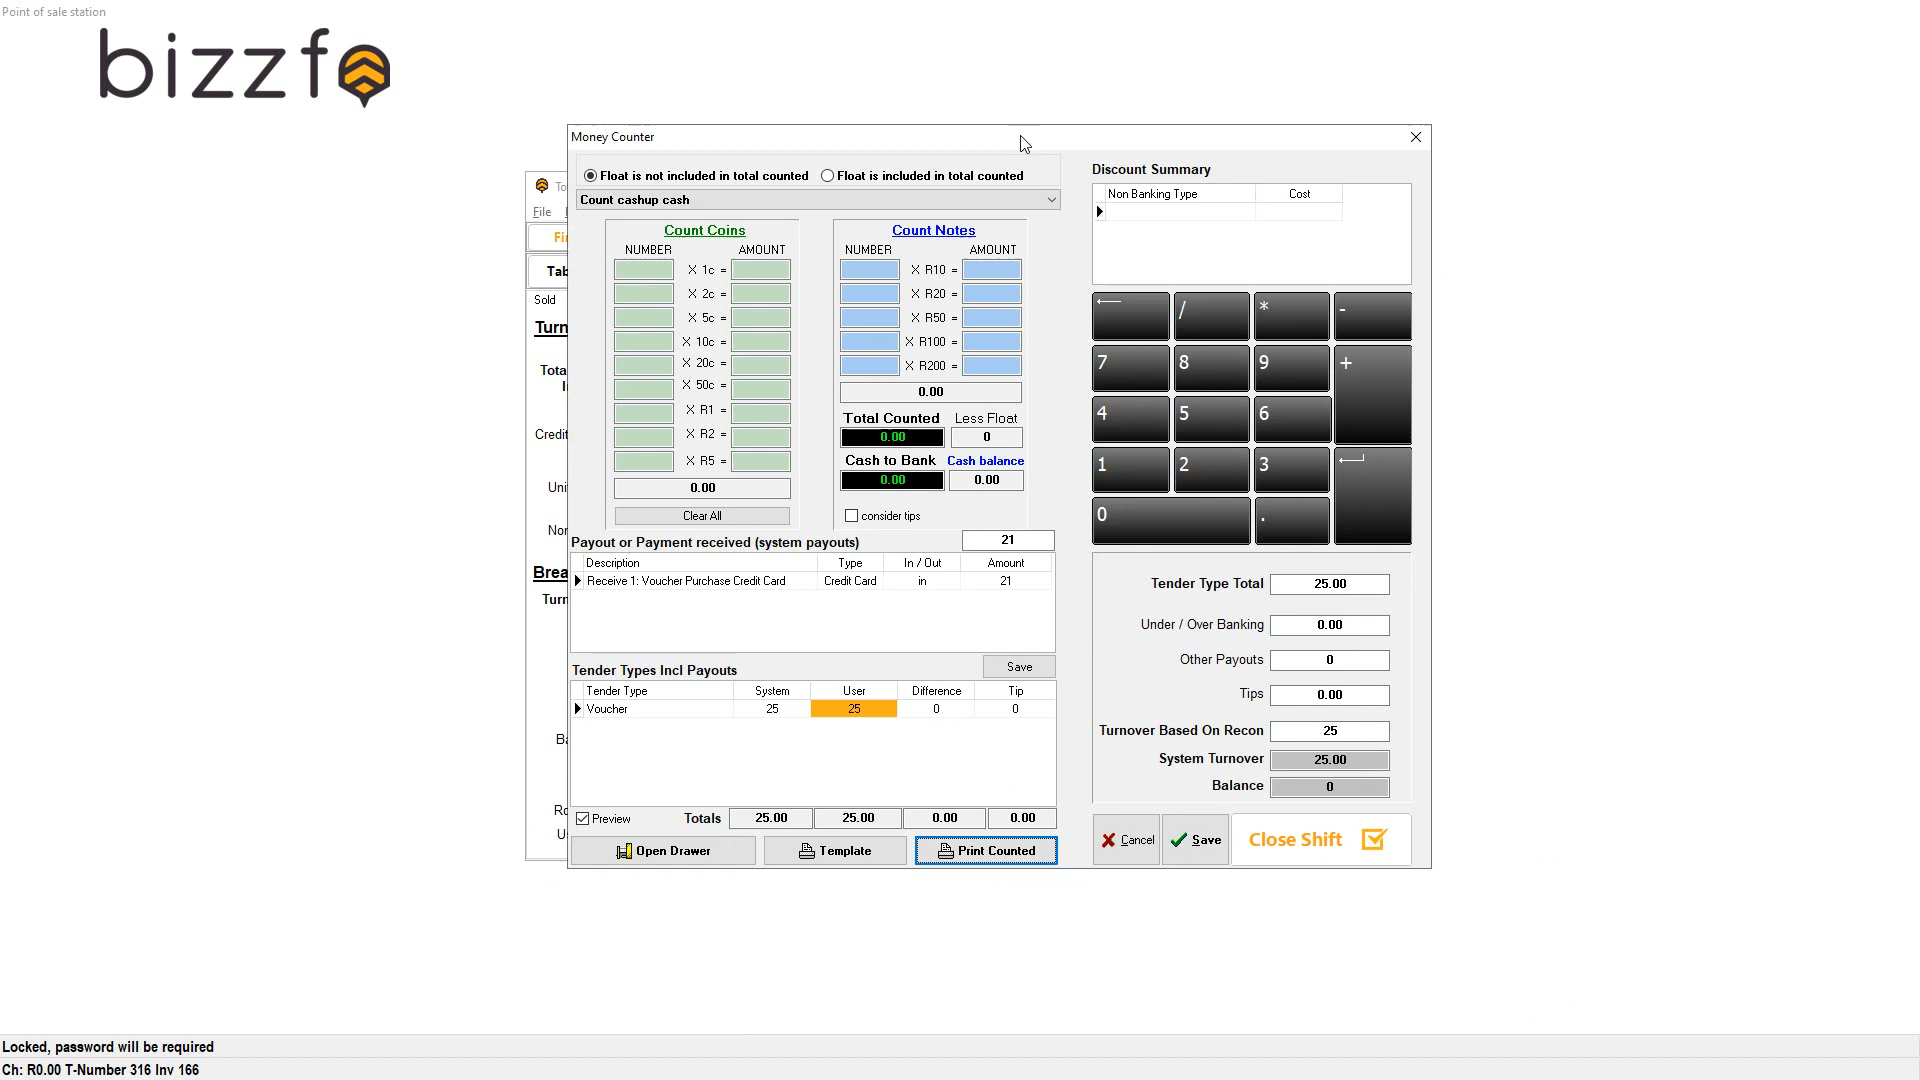 Point of sale station
bizzfo
Money Counter
To
File
Fin
Tab
Sold
Turn
Tota
Credit
Uni
Nor
Brea
Turn
Ba
U
Float is not included in total counted Float is included in total counted
Count cashup cash
Count Coins
NUMBER AMOUNT
X 1c =
X 2c =
X 5c =
X 10c =
X 20c =
X 50c =
X R1 =
X R2 =
X R5 =
0.00
Clear All
Count Notes
NUMBER AMOUNT
X R10 =
X R20 =
X R50 =
X R100 =
X R200 =
0.00
Total Counted Less Float
0.00 0
Cash to Bank Cash balance
0.00 0.00
consider tips
Payout or Payment received (system payouts) 21
Description Type In / Out Amount
Receive 1: Voucher Purchase Credit Card Credit Card in 21
Tender Types Incl Payouts Save
Tender Type System User Difference Tip
Voucher 25 25 0 0
Preview Totals 25.00 25.00 0.00 0.00
Open Drawer Template Print Counted
Discount Summary
Non Banking Type Cost
/ * -
7 8 9 +
4 5 6
1 2 3
0 .
Tender Type Total 25.00
Under / Over Banking 0.00
Other Payouts 0
Tips 0.00
Turnover Based On Recon 25
System Turnover 25.00
Balance 0
Cancel Save Close Shift
Locked, password will be required
Ch: R0.00 T-Number 316 Inv 166